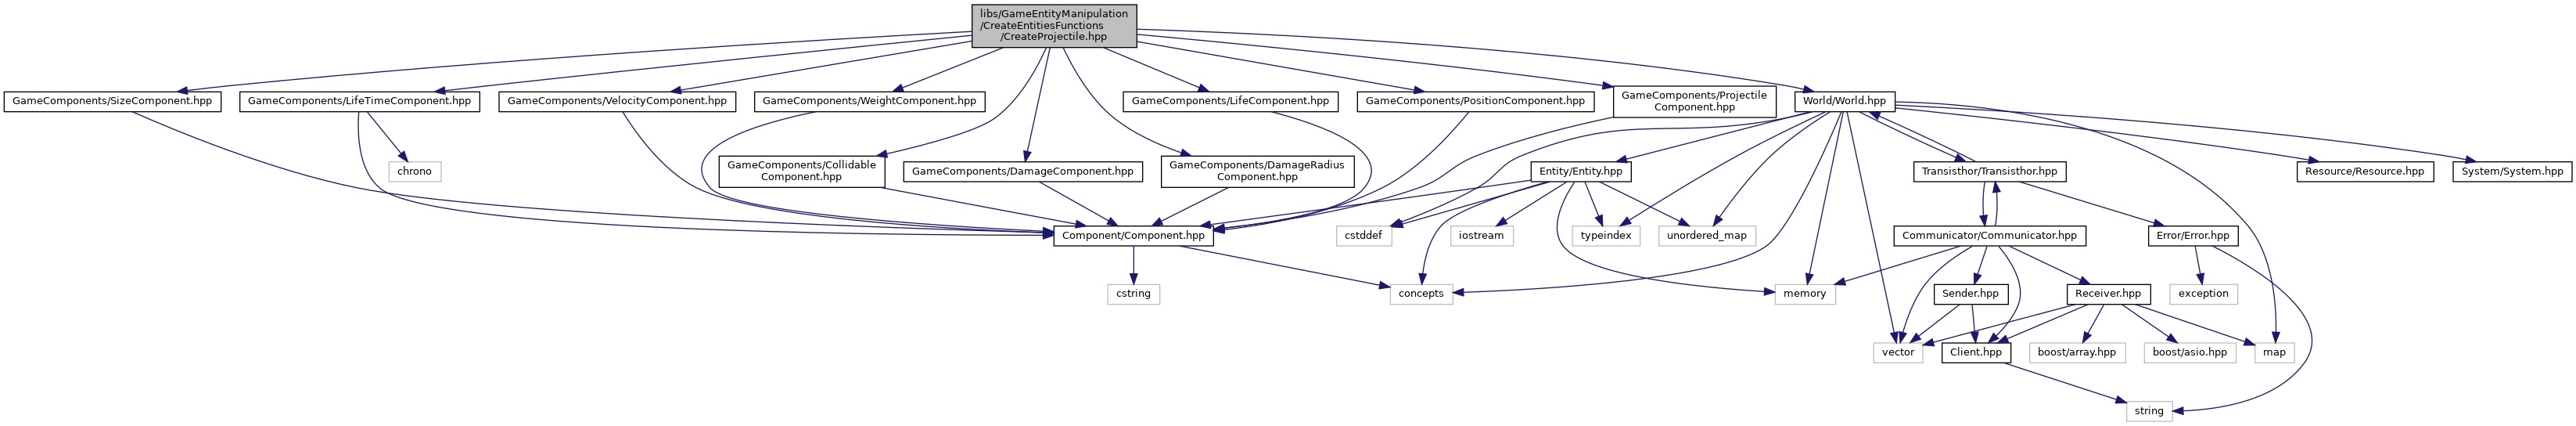 libs/GameEntityManipulation
/CreateEntitiesFunctions
/CreateProjectile.hpp
GameComponents/SizeComponent.hpp
GameComponents/LifeTimeComponent.hpp
GameComponents/VelocityComponent.hpp
GameComponents/WeightComponent.hpp
GameComponents/LifeComponent.hpp
GameComponents/PositionComponent.hpp
GameComponents/Projectile
Component.hpp
World/World.hpp
chrono
GameComponents/Collidable
Component.hpp
GameComponents/DamageComponent.hpp
GameComponents/DamageRadius
Component.hpp
Entity/Entity.hpp
Transisthor/Transisthor.hpp
Resource/Resource.hpp
System/System.hpp
Component/Component.hpp
cstddef
iostream
typeindex
unordered_map
Communicator/Communicator.hpp
Error/Error.hpp
cstring
concepts
memory
Sender.hpp
Receiver.hpp
exception
vector
Client.hpp
boost/array.hpp
boost/asio.hpp
map
string